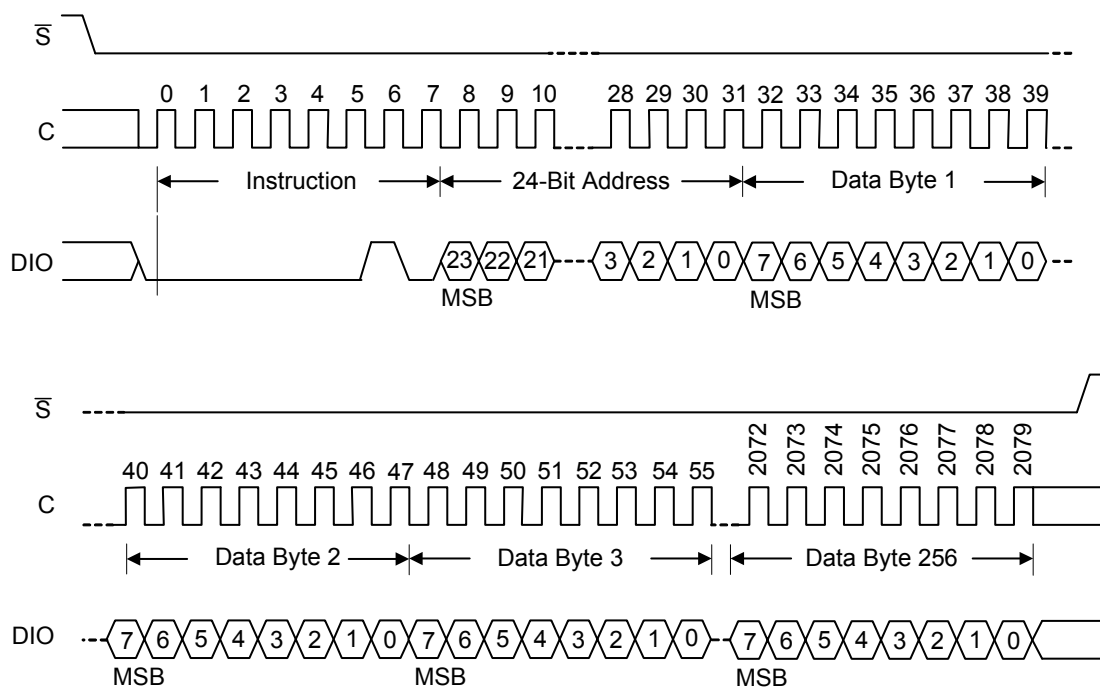 S
0 1 2 3 4 5 6 7 8 9 10 28 29 30 31 32 33 34 35 36 37 38 39
C
Instruction 24-Bit Address Data Byte 1
DIO 23 22 21 3 2 1 0 7 6 5 4 3 2 1 0
MSB MSB
S
2072 2073 2074 2075 2076 2077 2078 2079
40 41 42 43 44 45 46 47 48 49 50 51 52 53 54 55
C
Data Byte 2 Data Byte 3 Data Byte 256
DIO 7 6 5 4 3 2 1 0 7 6 5 4 3 2 1 0 7 6 5 4 3 2 1 0
MSB MSB MSB